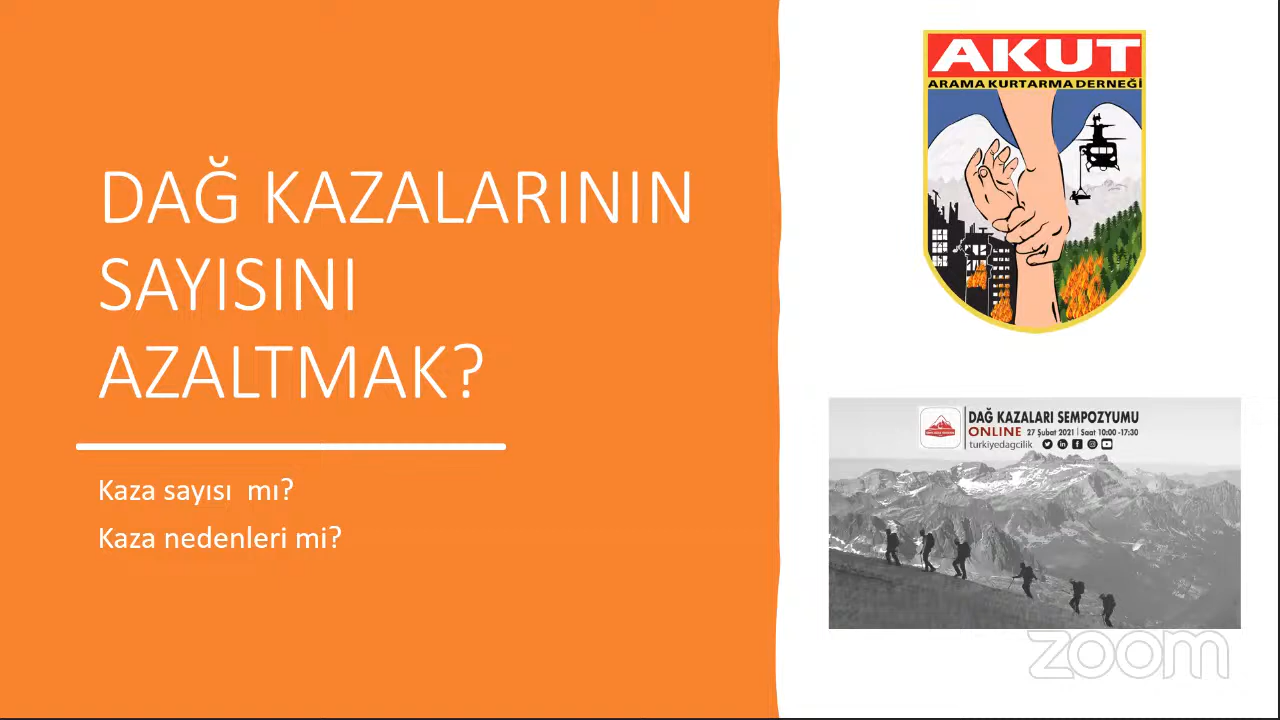 DAĞ KAZALARININ
SAYISINI
AZALTMAK?
Kaza sayısı mı?
Kaza nedenleri mi?
AKUT
ARAMA KURTARMA DERNEĞİ
DAĞ KAZALARI SEMPOZYUMU
ONLINE 27 Şubat 2021 | Saat 10:00 -17:30
turkiyedagcilik
zoom